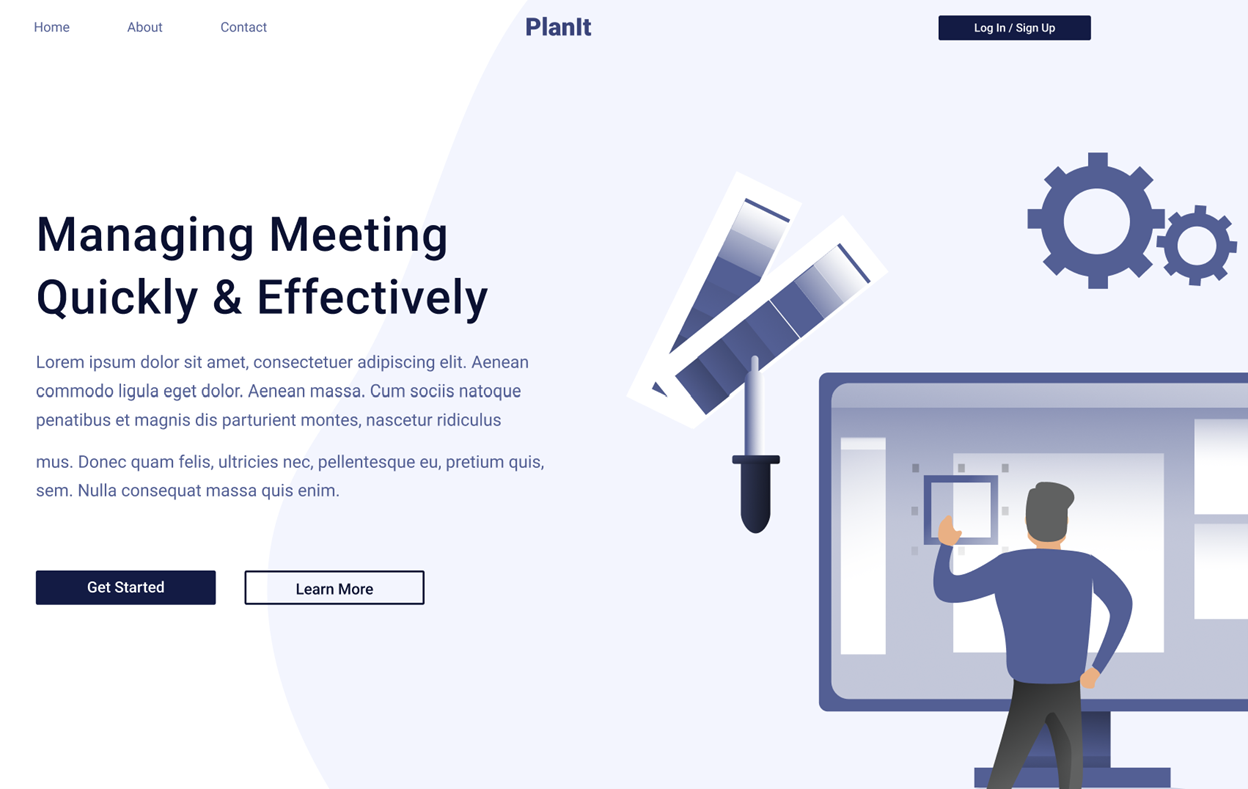 Home About Contact PlanIt Log In / Sign Up
Managing Meeting
Quickly & Effectively
Lorem ipsum dolor sit amet, consectetuer adipiscing elit. Aenean
commodo ligula eget dolor. Aenean massa. Cum sociis natoque
penatibus et magnis dis parturient montes, nascetur ridiculus
mus. Donec quam felis, ultricies nec, pellentesque eu, pretium quis,
sem. Nulla consequat massa quis enim.
Get Started Learn More